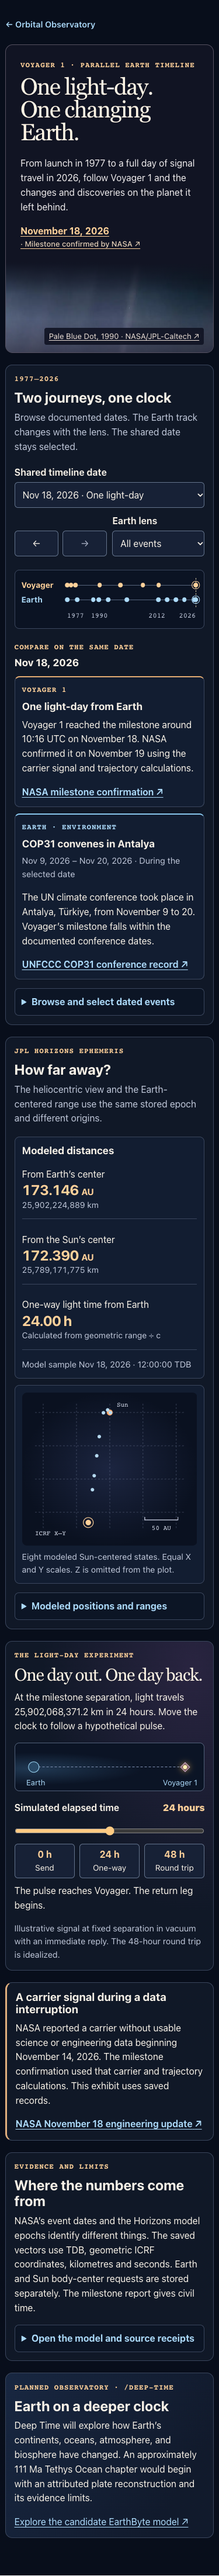 ← Orbital Observatory
VOYAGER 1 · PARALLEL EARTH TIMELINE
One light-day.
One changing
Earth.
From launch in 1977 to a full day of signal
travel in 2026, follow Voyager 1 and the
changes and discoveries on the planet it
left behind.
November 18, 2026
· Milestone confirmed by NASA ↗
Pale Blue Dot, 1990 · NASA/JPL-Caltech ↗
1977–2026
Two journeys, one clock
Browse documented dates. The Earth track
changes with the lens. The shared date
stays selected.
Shared timeline date
Nov 18, 2026 · One light-day
Earth lens
← → All events
Voyager
Earth
1977 1990 2012 2026
COMPARE ON THE SAME DATE
Nov 18, 2026
VOYAGER 1
One light-day from Earth
Voyager 1 reached the milestone around
10:16 UTC on November 18. NASA
confirmed it on November 19 using the
carrier signal and trajectory calculations.
NASA milestone confirmation ↗
EARTH · ENVIRONMENT
COP31 convenes in Antalya
Nov 9, 2026 – Nov 20, 2026 · During the
selected date
The UN climate conference took place in
Antalya, Türkiye, from November 9 to 20.
Voyager's milestone falls within the
documented conference dates.
UNFCCC COP31 conference record ↗
▶ Browse and select dated events
JPL HORIZONS EPHEMERIS
How far away?
The heliocentric view and the Earth-
centered range use the same stored epoch
and different origins.
Modeled distances
From Earth's center
173.146 AU
25,902,224,889 km
From the Sun's center
172.390 AU
25,789,171,775 km
One-way light time from Earth
24.00 h
Calculated from geometric range ÷ c
Model sample Nov 18, 2026 · 12:00:00 TDB
Sun
50 AU
ICRF X–Y
Eight modeled Sun-centered states. Equal X
and Y scales. Z is omitted from the plot.
▶ Modeled positions and ranges
THE LIGHT-DAY EXPERIMENT
One day out. One day back.
At the milestone separation, light travels
25,902,068,371.2 km in 24 hours. Move the
clock to follow a hypothetical pulse.
Earth Voyager 1
Simulated elapsed time 24 hours
0 h 24 h 48 h
Send One-way Round trip
The pulse reaches Voyager. The return leg
begins.
Illustrative signal at fixed separation in vacuum
with an immediate reply. The 48-hour round trip
is idealized.
A carrier signal during a data
interruption
NASA reported a carrier without usable
science or engineering data beginning
November 14, 2026. The milestone
confirmation used that carrier and trajectory
calculations. This exhibit uses saved
records.
NASA November 18 engineering update ↗
EVIDENCE AND LIMITS
Where the numbers come
from
NASA's event dates and the Horizons model
epochs identify different things. The saved
vectors use TDB, geometric ICRF
coordinates, kilometres and seconds. Earth
and Sun body-center requests are stored
separately. The milestone report gives civil
time.
▶ Open the model and source receipts
PLANNED OBSERVATORY · /DEEP-TIME
Earth on a deeper clock
Deep Time will explore how Earth's
continents, oceans, atmosphere, and
biosphere have changed. An approximately
111 Ma Tethys Ocean chapter would begin
with an attributed plate reconstruction and
its evidence limits.
Explore the candidate EarthByte model ↗